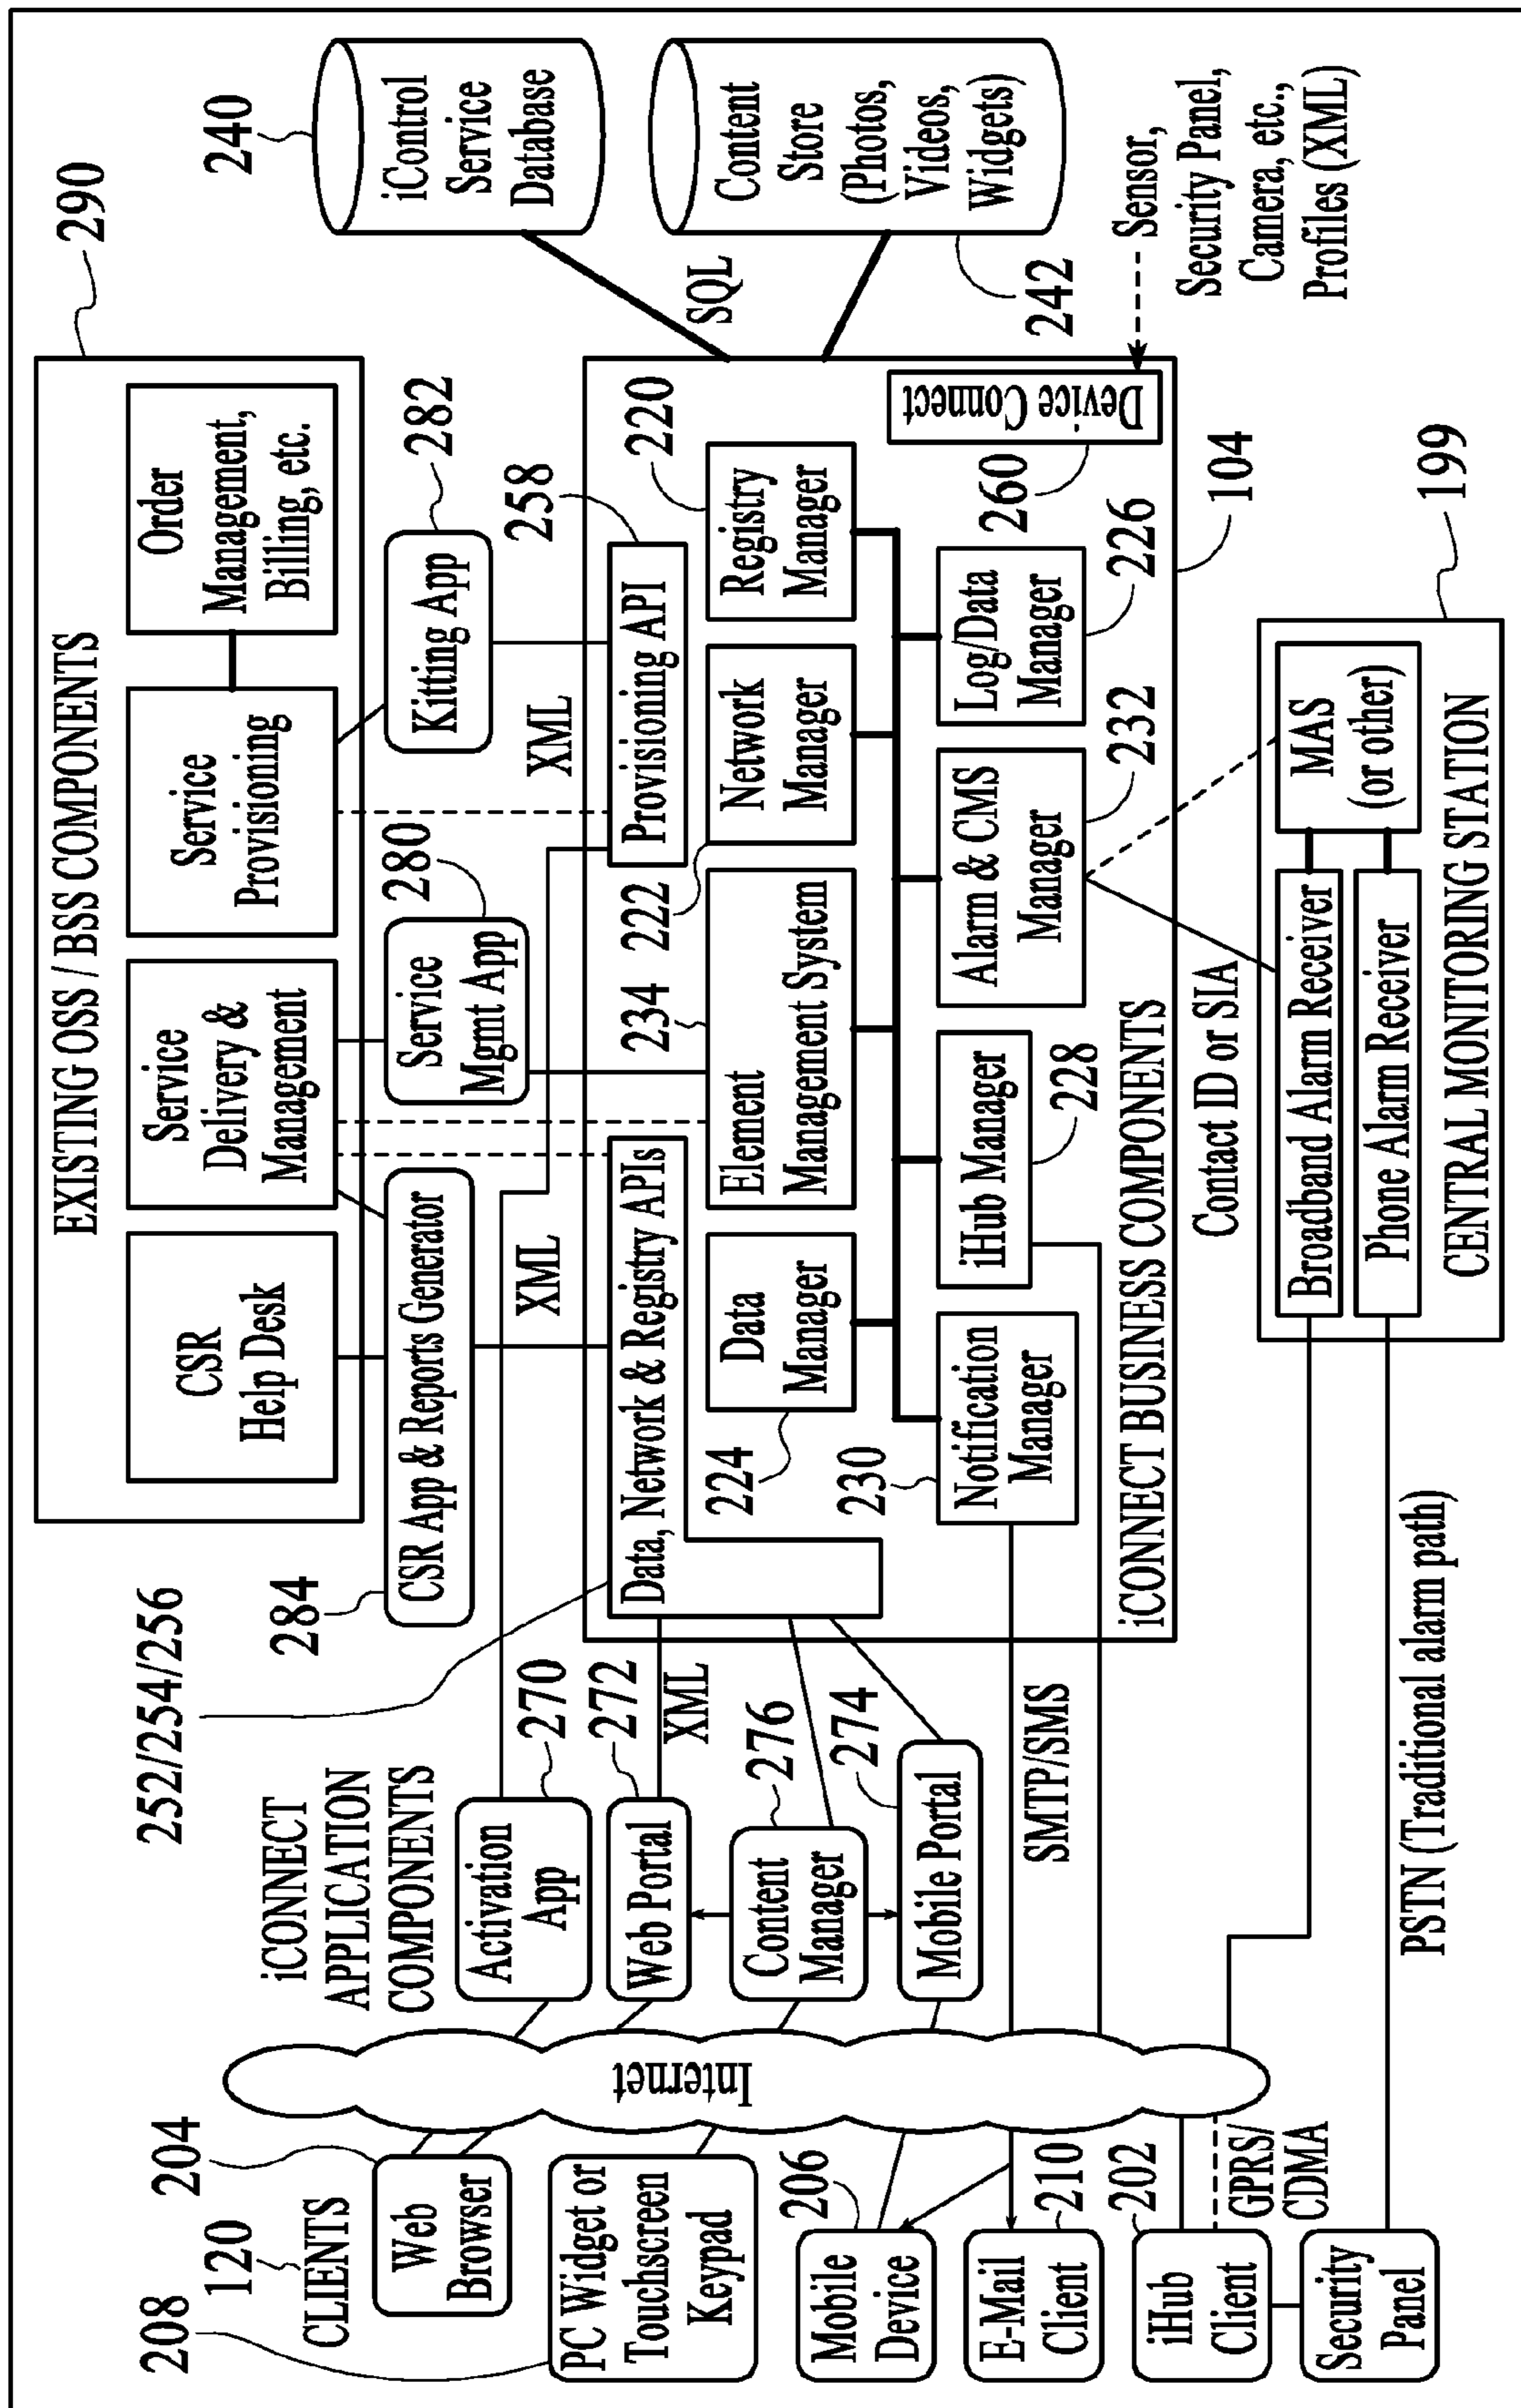 252/254/256
284
290
EXISTING OSS / BSS COMPONENTS
CSR
Help Desk
Service
Delivery &
Management
Service
Provisioning
Order
Management,
Billing, etc.
240
iControl
Service
Database
SQL
Content
Store
(Photos,
Videos,
Widgets)
242
CSR App & Reports Generator
Service
Mgmt App
280
Kitting App
282
XML
XML
258
208
120
CLIENTS
204
Web
Browser
PC Widget or
Touchscreen
Keypad
206
Mobile
Device
E-Mail
Client
210
202
iHub
Client
GPRS/
CDMA
Security
Panel
Internet
iCONNECT
APPLICATION
COMPONENTS
Activation
App
270
Web Portal
272
XML
Content
Manager
276
274
Mobile Portal
SMTP/SMS
Data, Network & Registry APIs
Provisioning API
224
Data
Manager
234
Element
Management System
222
Network
Manager
220
Registry
Manager
230
Notification
Manager
iHub Manager
228
Alarm & CMS
Manager
232
Log/Data
Manager
226
260
Device Connect
Sensor,
Security Panel,
Camera, etc.,
Profiles (XML)
iCONNECT BUSINESS COMPONENTS
104
Contact ID or SIA
199
Broadband Alarm Receiver
Phone Alarm Receiver
MAS
(or other)
CENTRAL MONITORING STATION
PSTN (Traditional alarm path)